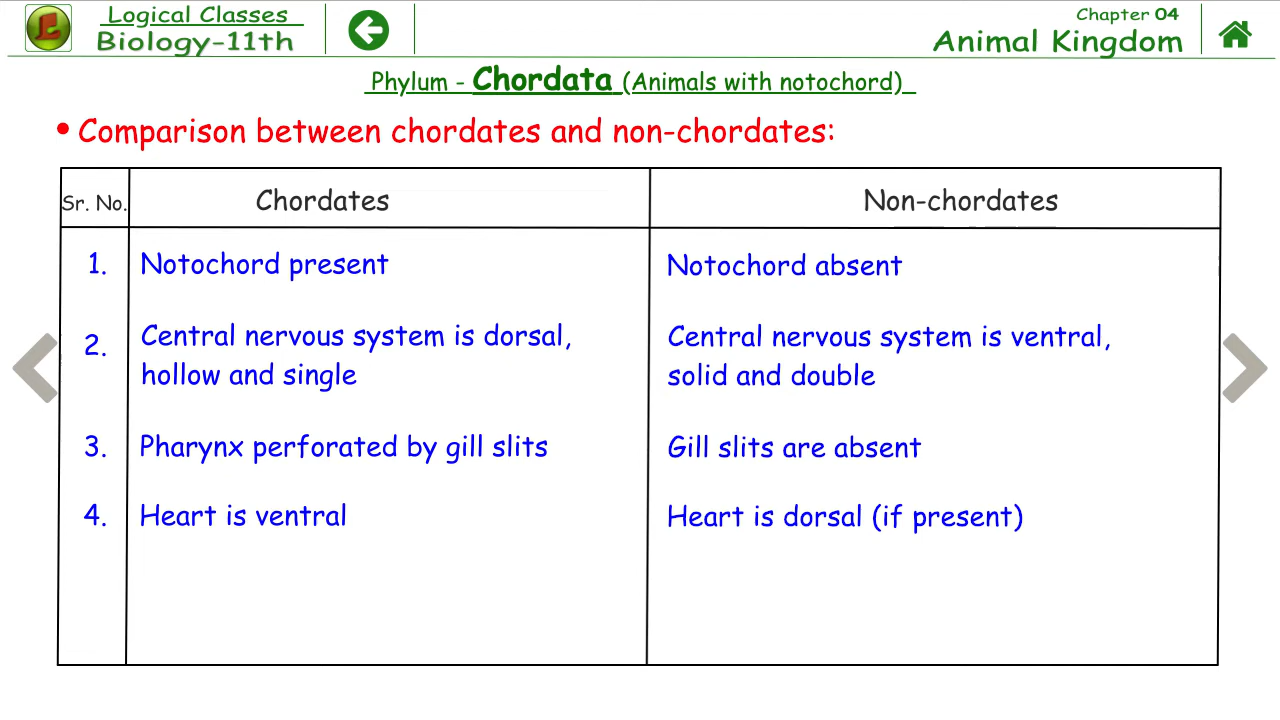 Logical Classes
Biology-11th
Chapter 04
Animal Kingdom
Phylum - Chordata (Animals with notochord)
• Comparison between chordates and non-chordates:
Sr. No. Chordates Non-chordates
1. Notochord present Notochord absent
2. Central nervous system is dorsal, Central nervous system is ventral,
hollow and single solid and double
3. Pharynx perforated by gill slits Gill slits are absent
4. Heart is ventral Heart is dorsal (if present)